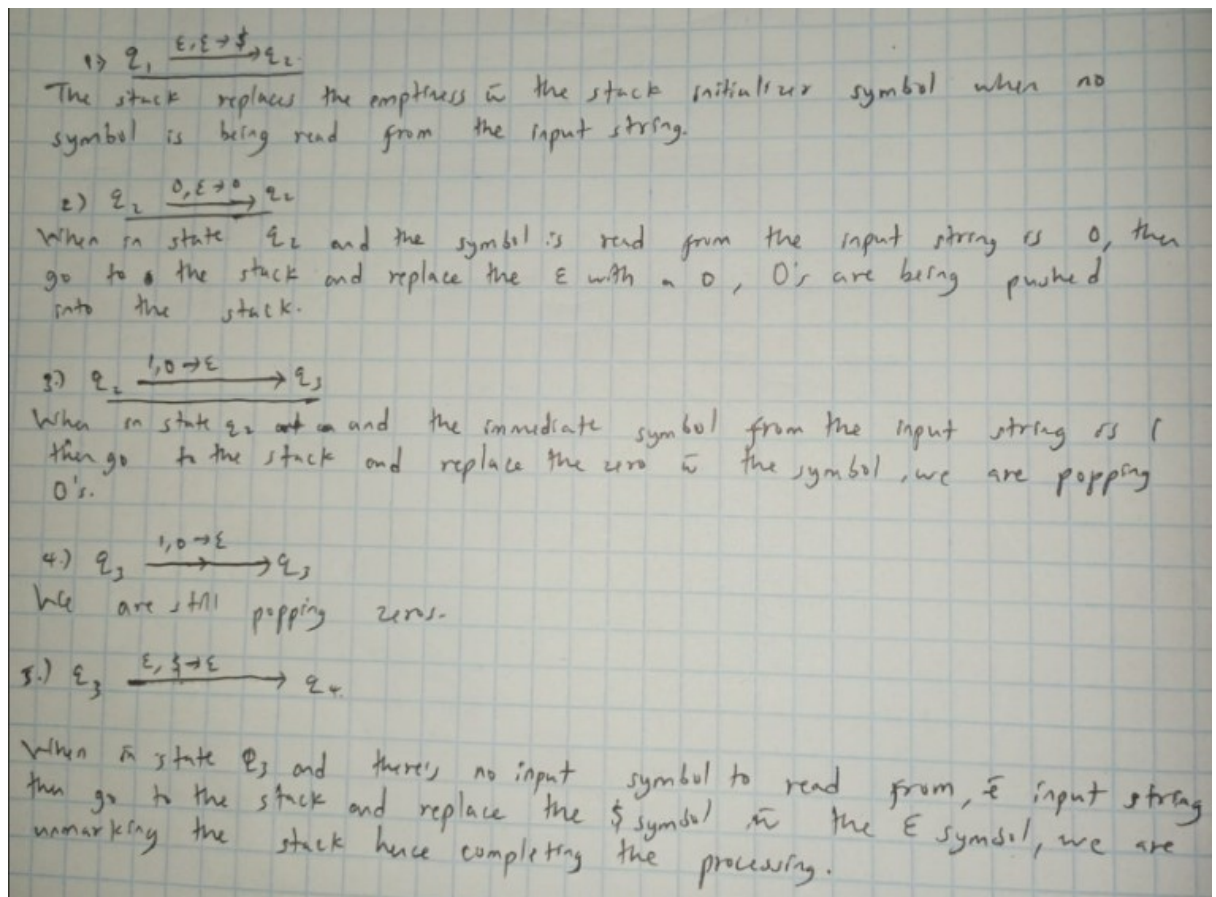 1) q₁ ε,ε→$ q₂
The stack replaces the emptiness w̄ the stack initializer symbol when no
symbol is being read from the input string.
2) q₂ 0,ε→0 q₂
When in state q₂ and the symbol is read from the input string is 0, then
go to the stack and replace the ε with a 0, 0's are being pushed
into the stack.
3.) q₂ 1,0→ε q₃
When in state q₂ and the immediate symbol from the input string is 1
then go to the stack and replace the zero w̄ the symbol, we are popping
0's.
4.) q₃ 1,0→ε q₃
We are still popping zeros.
5.) q₃ ε,$→ε q₄.
When in state q₃ and there's no input symbol to read from, input string
then go to the stack and replace the $ symbol w̄ the ε symbol, we are
unmarking the stack hence completing the processing.